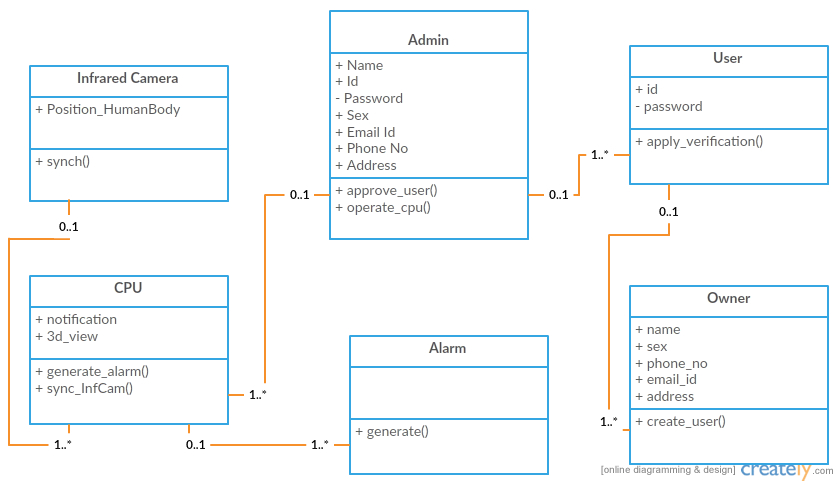 Infrared Camera
+ Position_HumanBody
+ synch()
0..1
Admin
+ Name
+ Id
- Password
+ Sex
+ Email Id
+ Phone No
+ Address
+ approve_user()
+ operate_cpu()
0..1
0..1
1..*
User
+ id
- password
+ apply_verification()
0..1
CPU
+ notification
+ 3d_view
+ generate_alarm()
+ sync_InfCam()
1..*
1..*
0..1
1..*
Alarm
+ generate()
Owner
+ name
+ sex
+ phone_no
+ email_id
+ address
+ create_user()
1..*
[online diagramming & design] creately.com